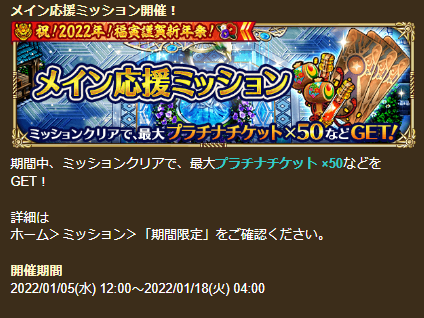 メイン応援ミッション開催！
祝！2022年！福寅謹賀新年祭！
メイン応援ミッション
ミッションクリアで、最大プラチナチケット×50などGET！
期間中、ミッションクリアで、最大プラチナチケット ×50などを
GET！
詳細は
ホーム＞ミッション＞「期間限定」をご確認ください。
開催期間
2022/01/05(水) 12:00～2022/01/18(火) 04:00